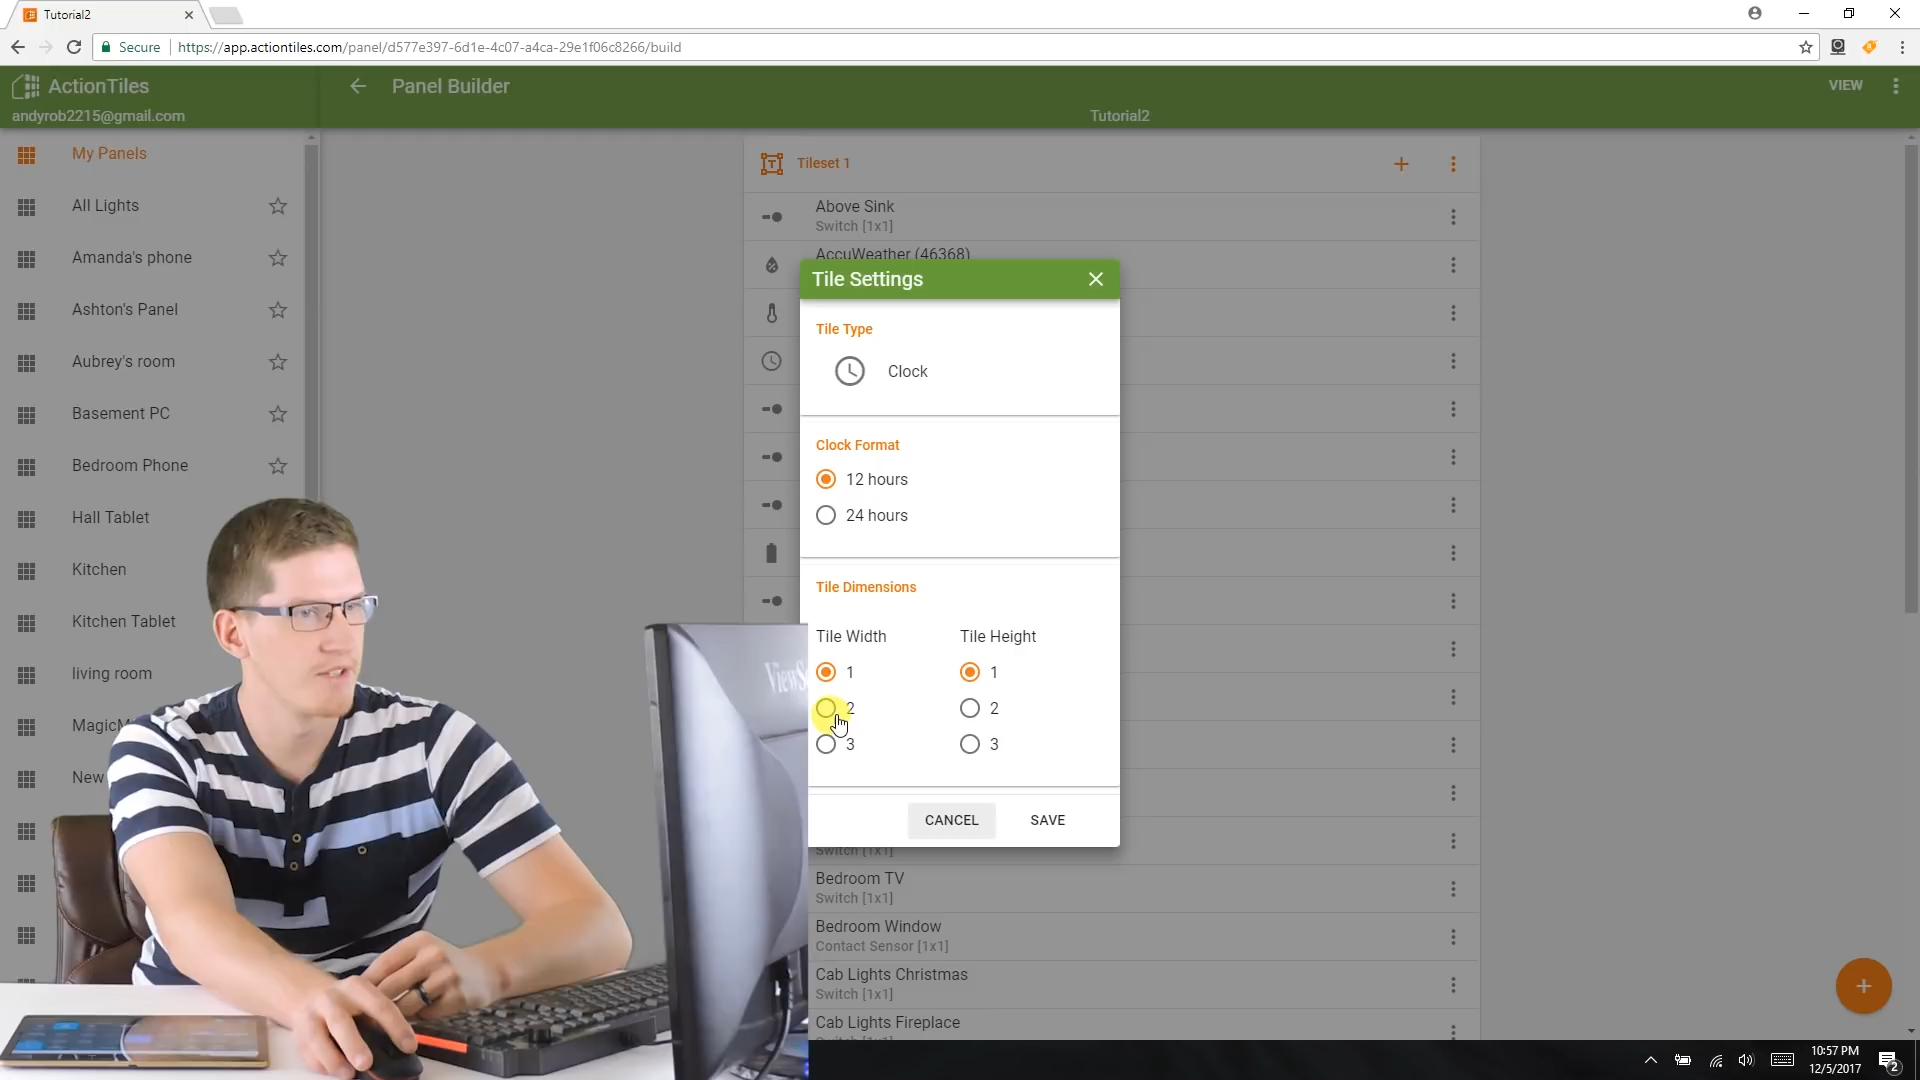 Tutorial2
Secure
https://app.actiontiles.com/panel/d577e397-6d1e-4c07-a4ca-29e1f06c8266/build
ActionTiles
andyrob2215@gmail.com
Panel Builder
VIEW
Tutorial2
My Panels
All Lights
Amanda's phone
Ashton's Panel
Aubrey's room
Basement PC
Bedroom Phone
Hall Tablet
Kitchen
Kitchen Tablet
living room
New
Tileset 1
Above Sink
Switch [1x1]
AccuWeather (46368)
Tile Settings
Tile Type
Clock
Clock Format
12 hours
24 hours
Tile Dimensions
Tile Width
Tile Height
1
1
2
2
3
3
CANCEL
SAVE
Switch [1x1]
Bedroom TV
Switch [1x1]
Bedroom Window
Contact Sensor [1x1]
Cab Lights Christmas
Switch [1x1]
Cab Lights Fireplace
10:57 PM
12/5/2017
2